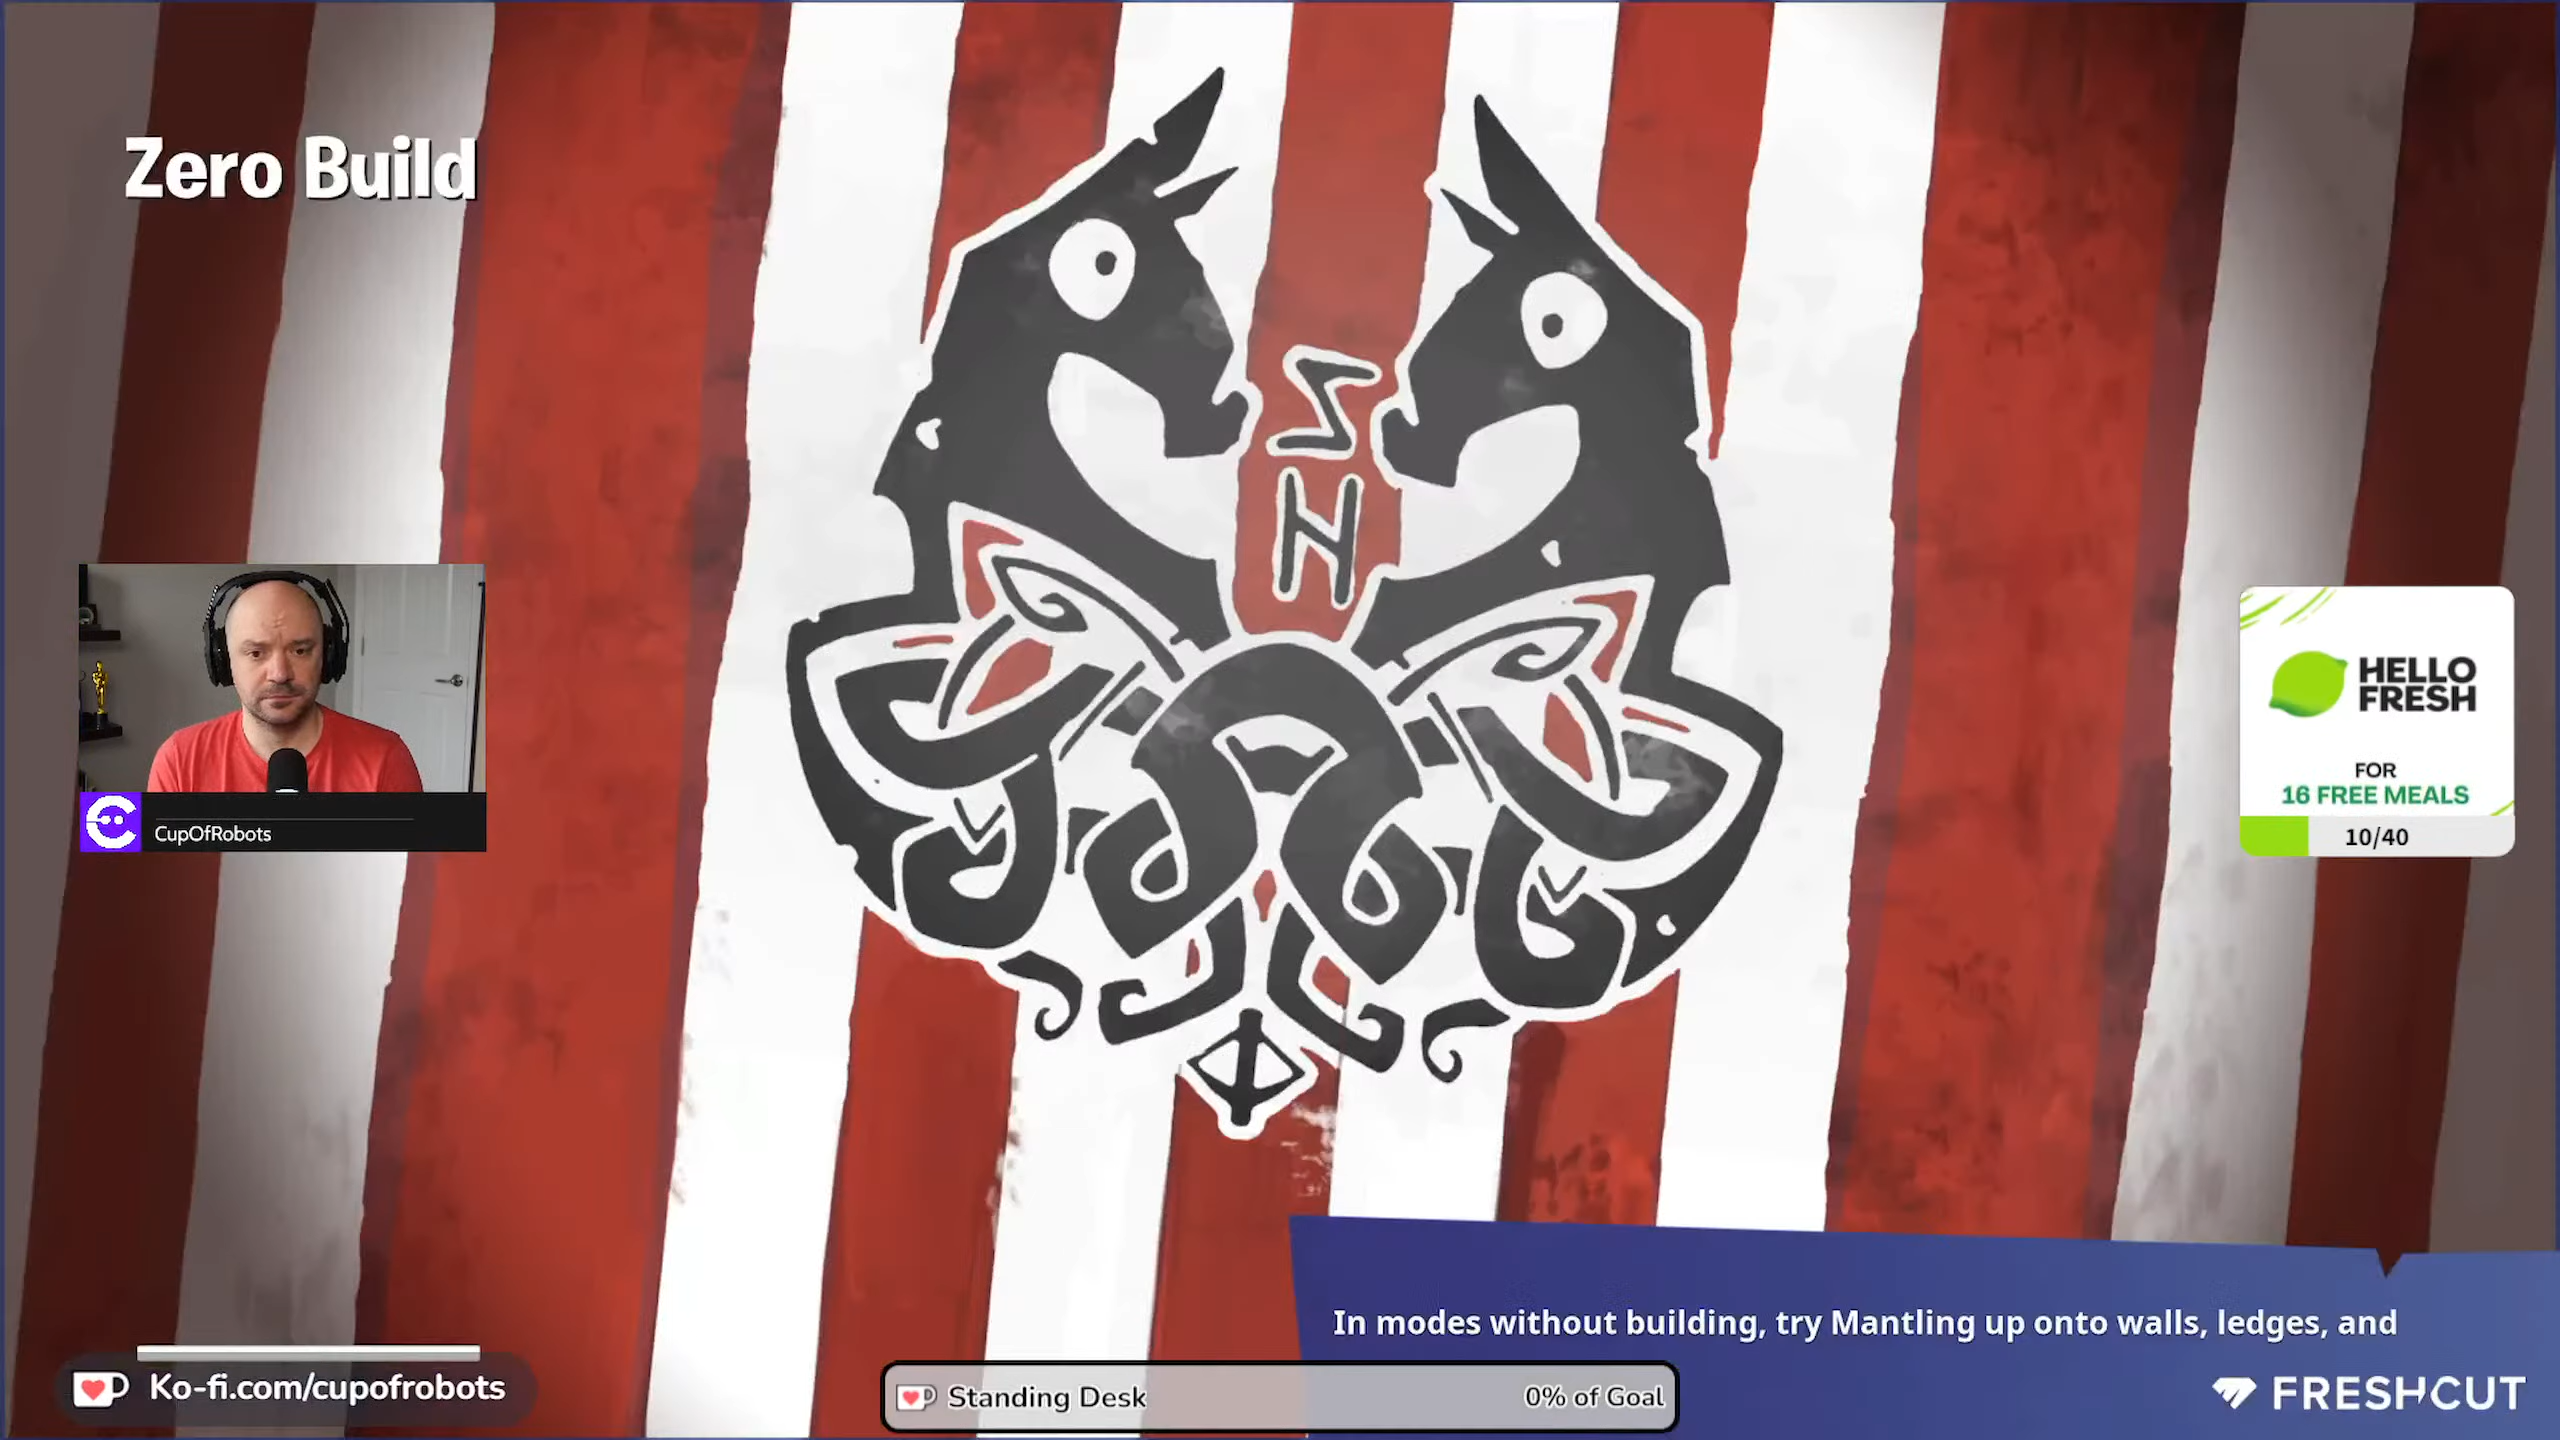 Zero Build
CupOfRobots
HELLO
FRESH
FOR
16 FREE MEALS
10/40
In modes without building, try Mantling up onto walls, ledges, and
Ko-fi.com/cupofrobots
Standing Desk
0% of Goal
FRESHCUT